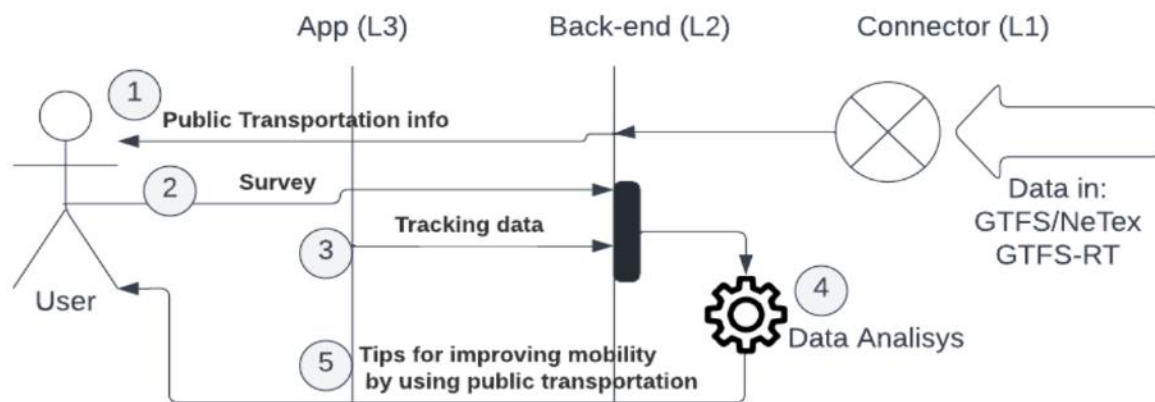 App (L3)
Back-end (L2)
Connector (L1)
1
Public Transportation info
2
Survey
3
Tracking data
Data in:
GTFS/NeTex
GTFS-RT
User
4
Data Analisys
5
Tips for improving mobility
by using public transportation